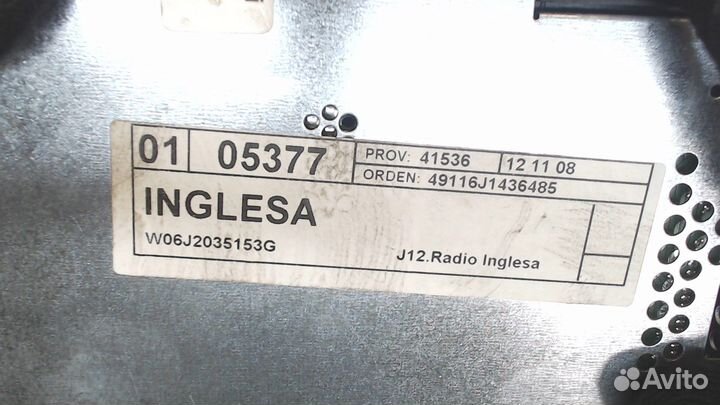 01 05377 PROV: 41536 12 11 08
ORDEN: 49116J1436485
INGLESA
W06J2035153G
J12.Radio Inglesa
Avito